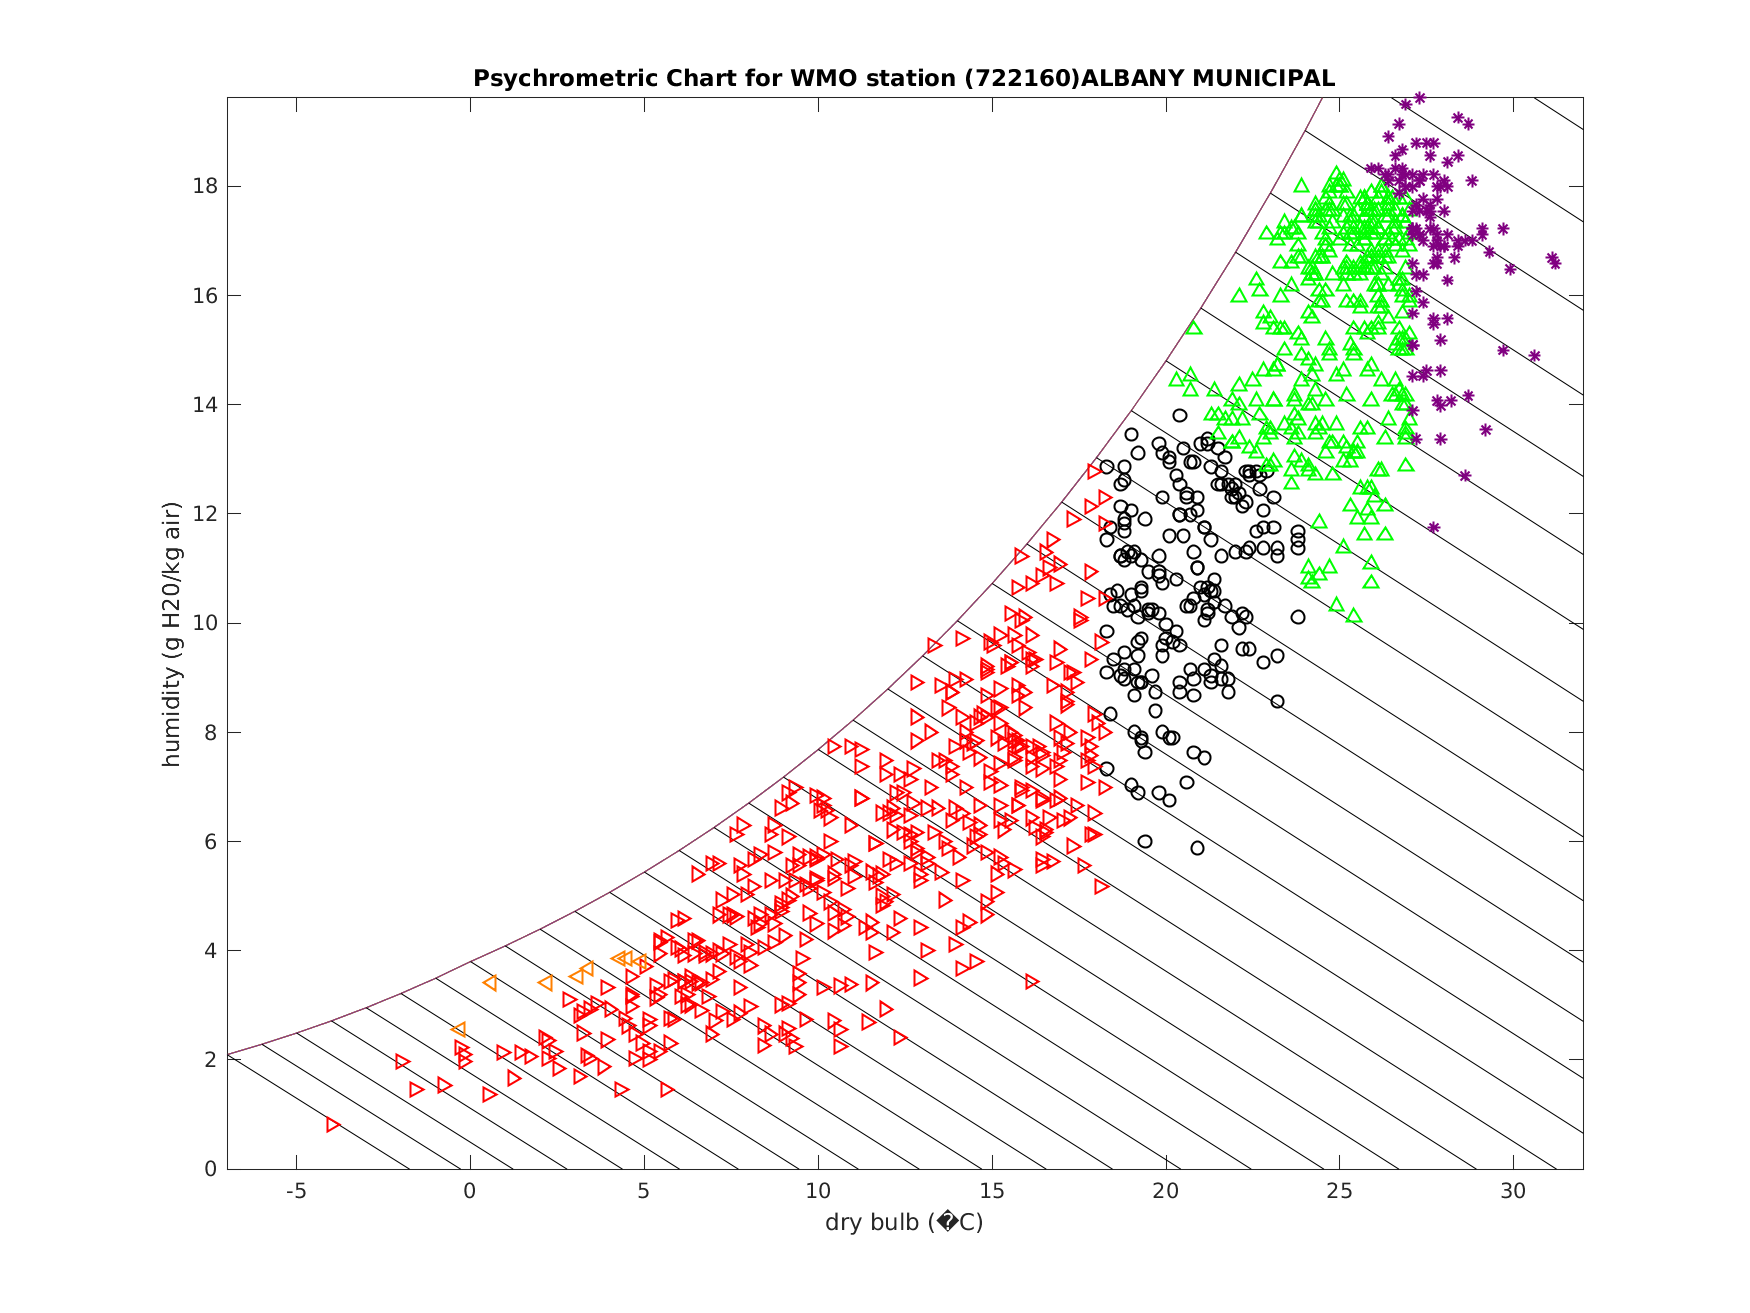 Psychrometric Chart for WMO station (722160)ALBANY MUNICIPAL
humidity (g H20/kg air)
18
16
14
12
10
8
6
4
2
0
-5 0 5 10 15 20 25 30
dry bulb (�C)